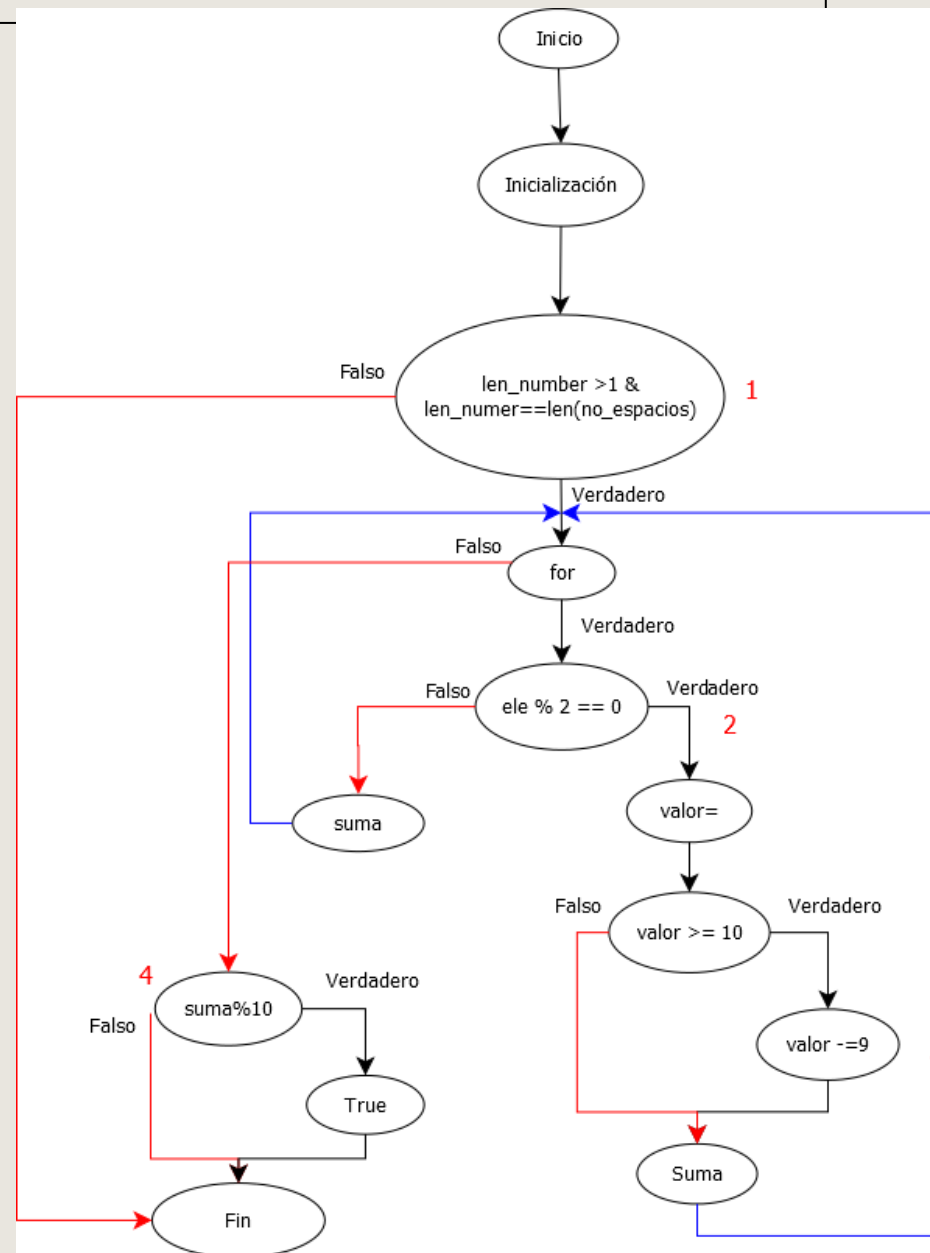 Inicio
Inicialización
Falso
len_number >1 &
len_numer==len(no_espacios)
1
Verdadero
Falso
for
Verdadero
Falso
ele % 2 == 0
Verdadero
2
suma
valor=
Falso
valor >= 10
Verdadero
4
suma%10
Verdadero
Falso
valor -=9
True
Suma
Fin